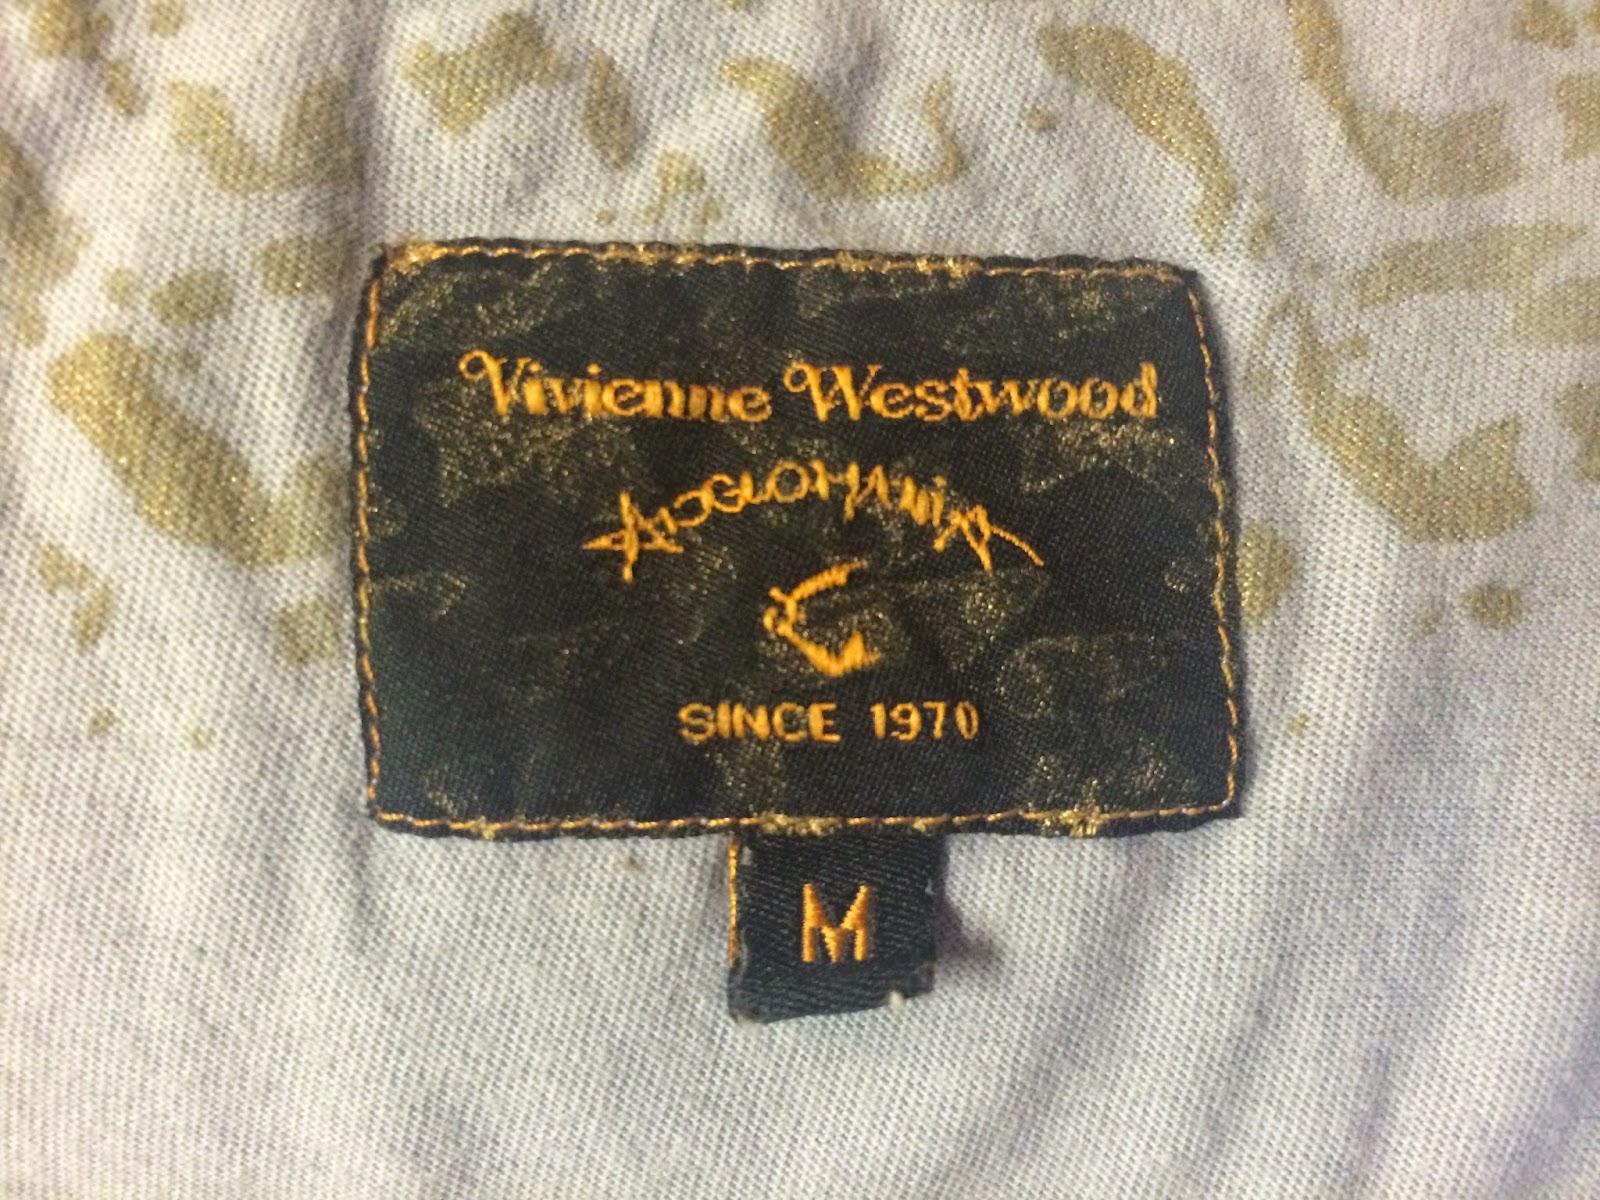 Vivienne Westwood
ANGLOMANIA
SINCE 1970
M